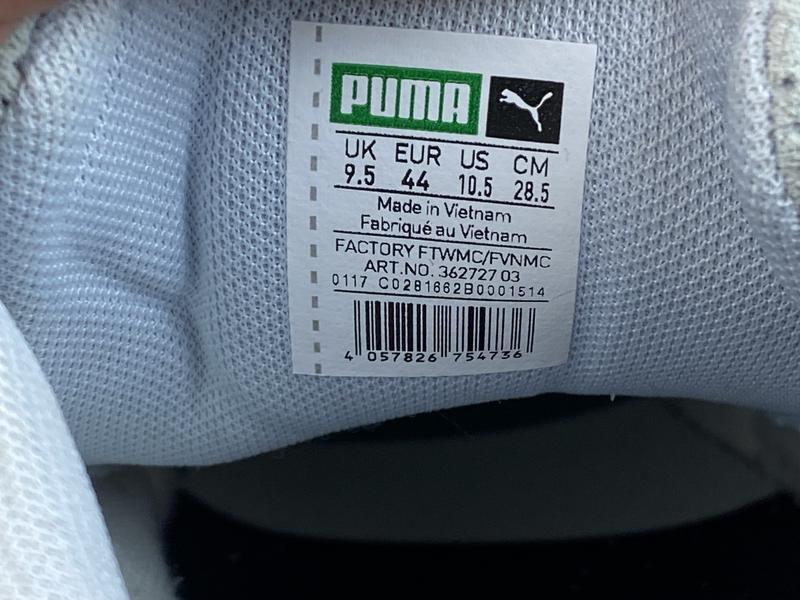 PUMA
UK EUR US CM
9.5 44 10.5 28.5
Made in Vietnam
Fabriqué au Vietnam
FACTORY FTWMC/FVNMC
ART.NO. 362727 03
0117 C0281662B0001514
4 057826 754736